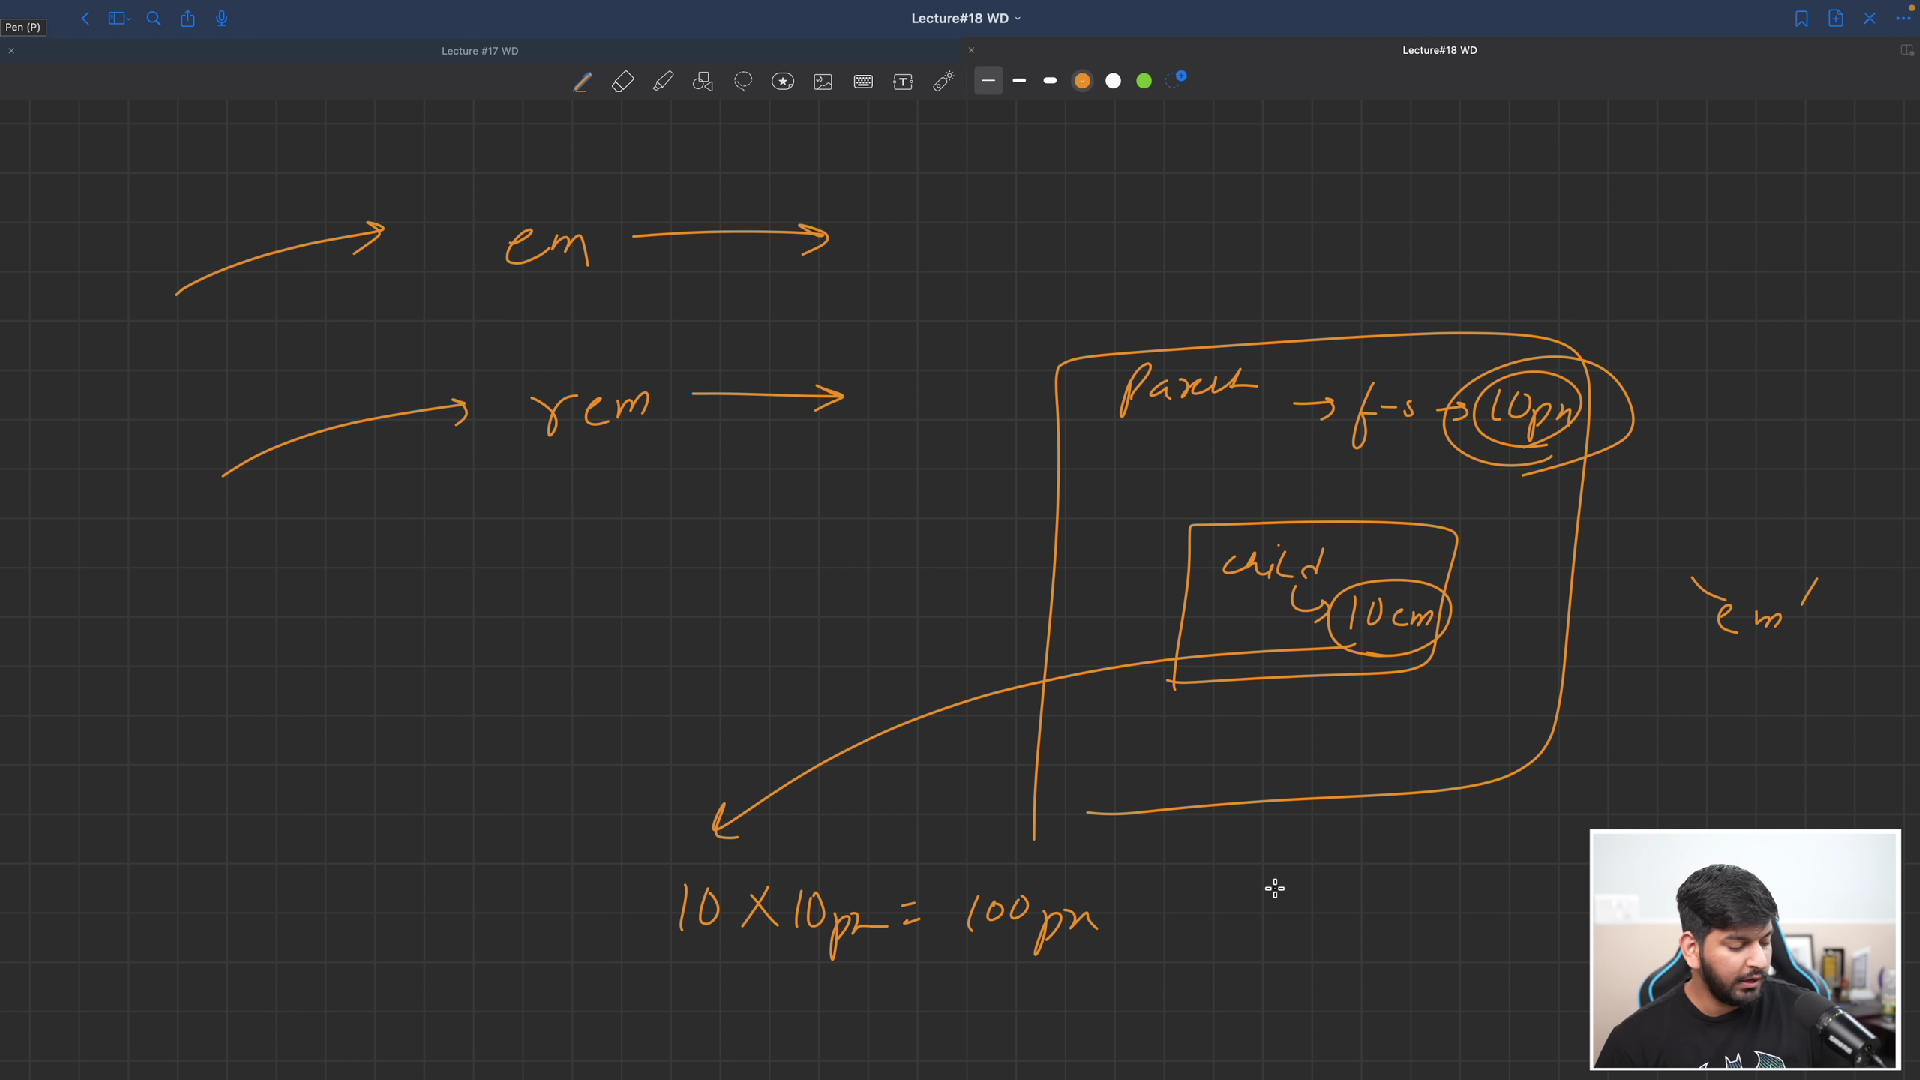 Lecture#18 WD
Pen (P)
Lecture #17 WD
Lecture#18 WD
em
rem
Parent
f-s
10px
child
10em
'em'
10 X 10px = 100px